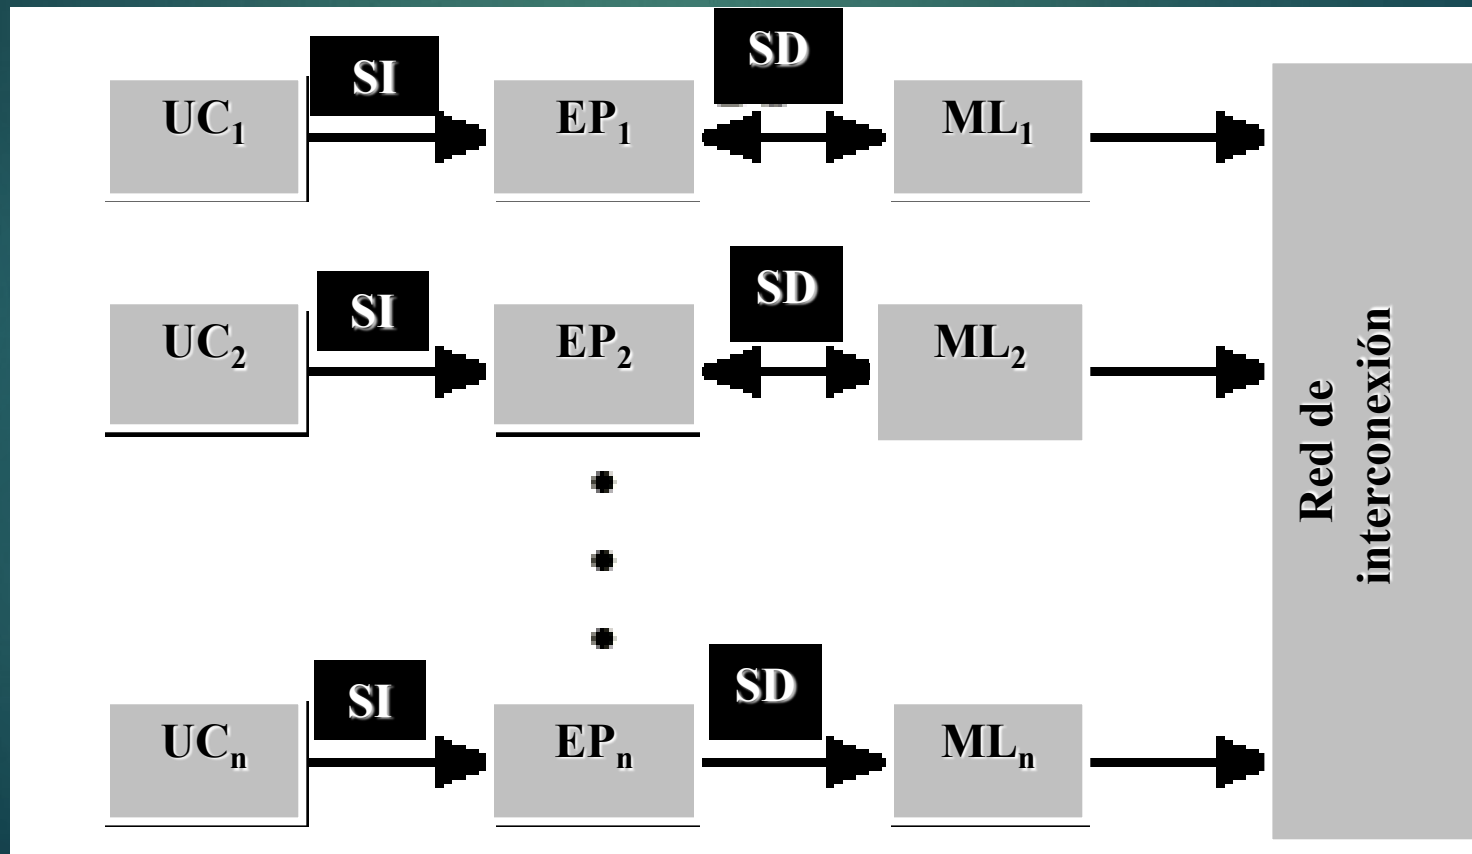 SI
SD
UC₁
EP₁
ML₁
SI
SD
UC₂
EP₂
ML₂
SI
SD
UCₙ
EPₙ
MLₙ
Red de
interconexión